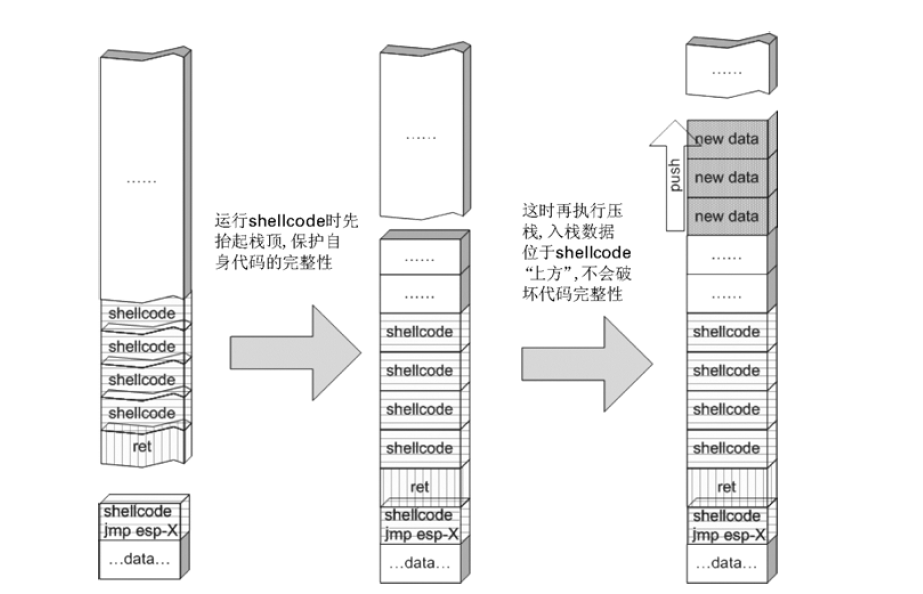 ......
shellcode
shellcode
shellcode
shellcode
ret
shellcode
jmp esp-X
...data...
运行shellcode时先
抬起栈顶,保护自
身代码的完整性
......
......
......
shellcode
shellcode
shellcode
shellcode
ret
shellcode
jmp esp-X
...data...
这时再执行压
栈,入栈数据
位于shellcode
“上方”,不会破
坏代码完整性
......
push
new data
new data
new data
......
......
shellcode
shellcode
shellcode
shellcode
ret
shellcode
jmp esp-X
...data...